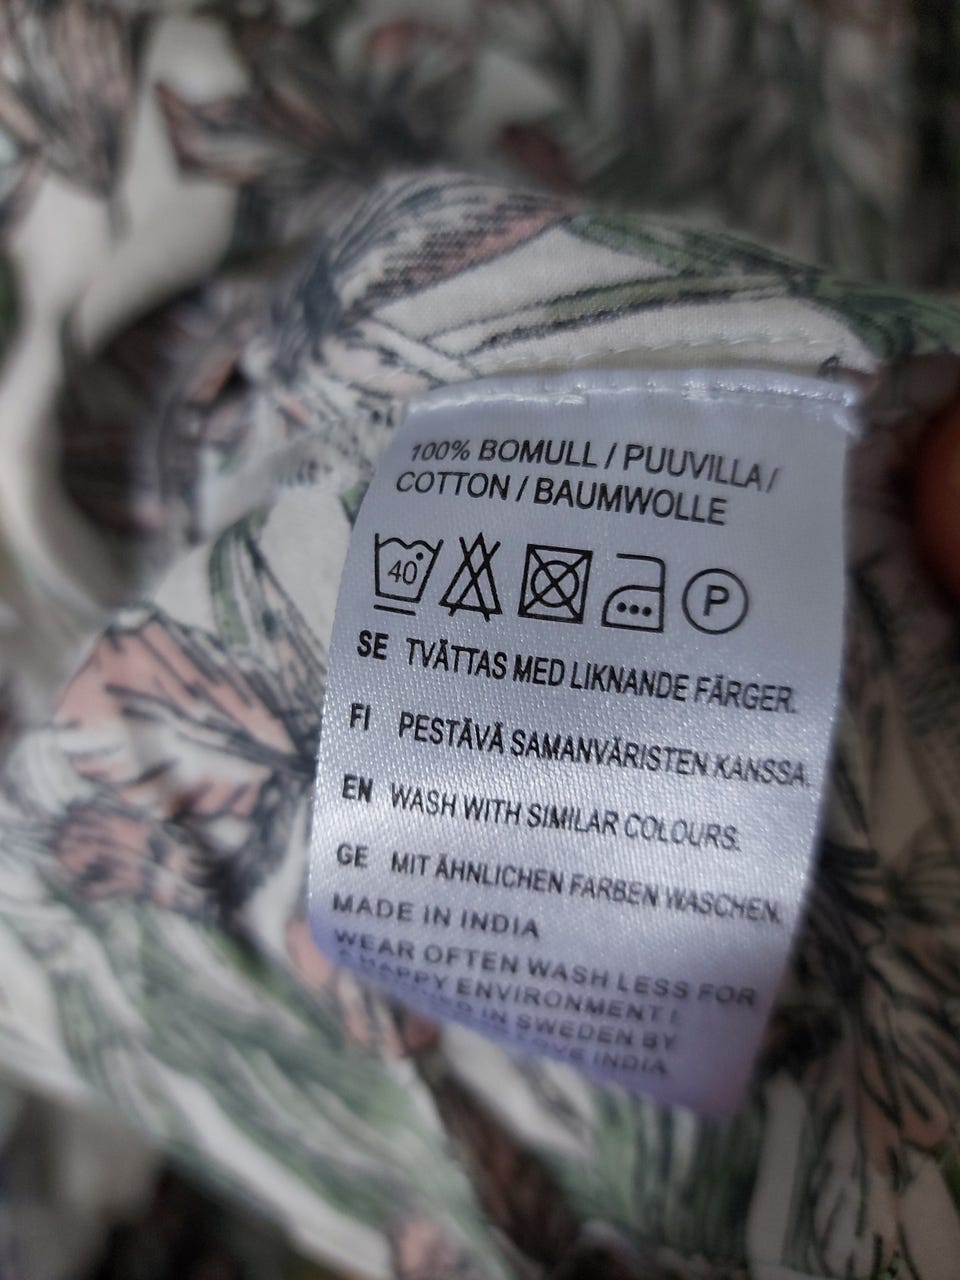 100% BOMULL / PUUVILLA /
COTTON / BAUMWOLLE
40
P
SE TVÄTTAS MED LIKNANDE FÄRGER.
FI PESTÄVÄ SAMANVÄRISTEN KANSSA.
EN WASH WITH SIMILAR COLOURS.
GE MIT ÄHNLICHEN FARBEN WASCHEN.
MADE IN INDIA
WEAR OFTEN WASH LESS FOR
A HAPPY ENVIRONMENT !
IN SWEDEN BY
INDIA